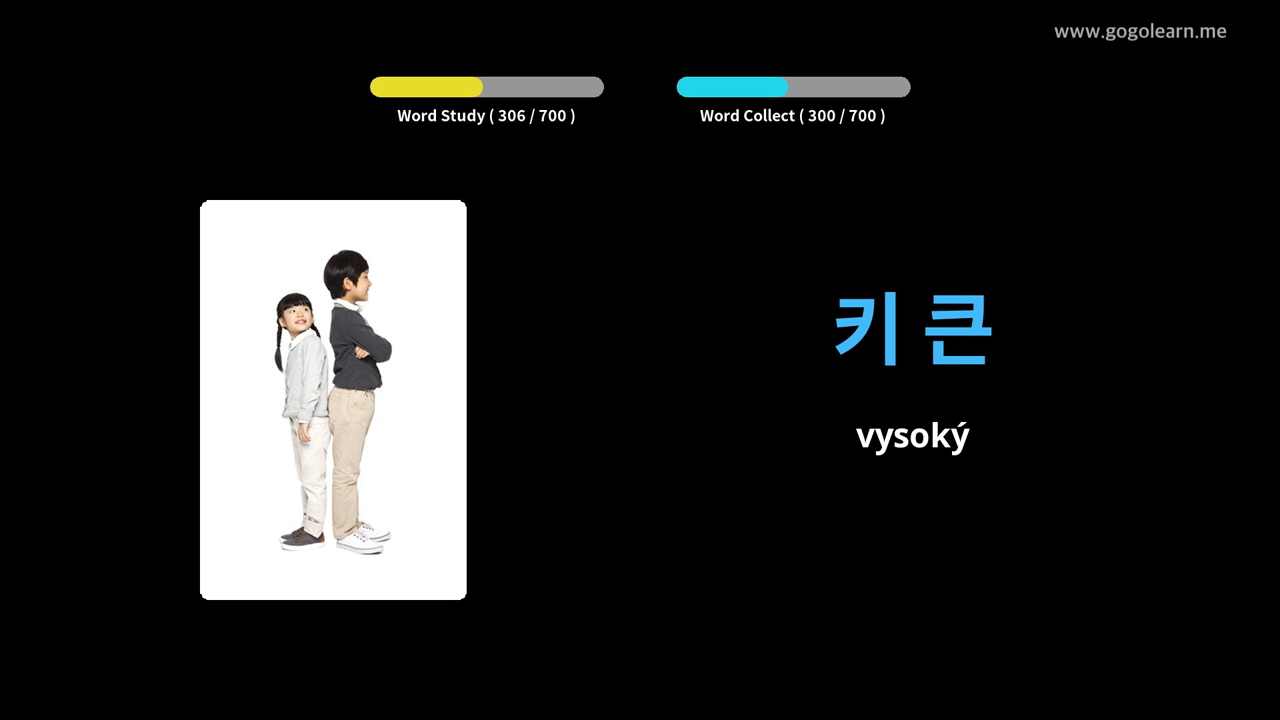 www.gogolearn.me
Word Study ( 306 / 700 )
Word Collect ( 300 / 700 )
키 큰
vysoký